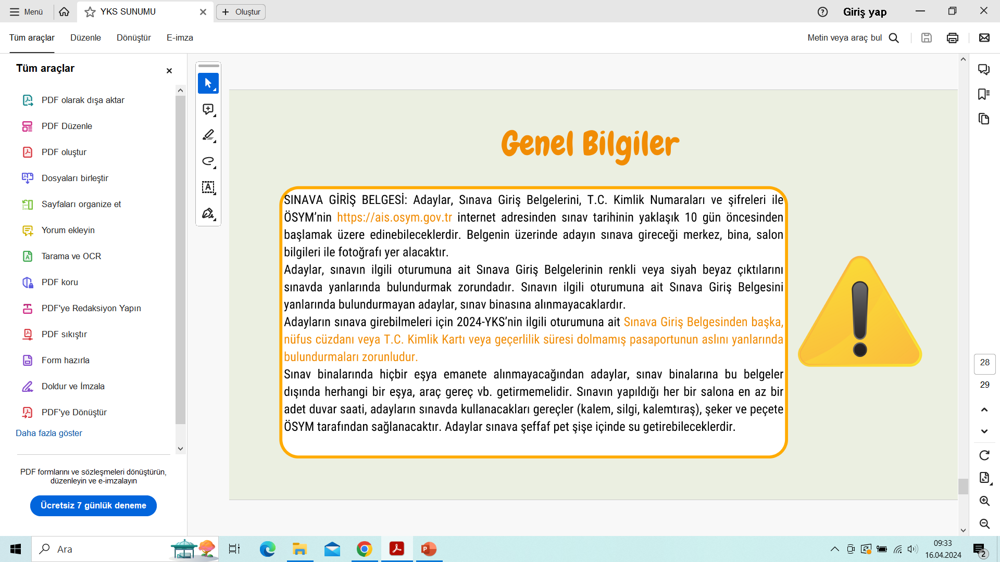 Menü
YKS SUNUMU
Oluştur
Giriş yap
Tüm araçlar
Düzenle
Dönüştür
E-imza
Metin veya araç bul
Tüm araçlar
PDF olarak dışa aktar
PDF Düzenle
PDF oluştur
Dosyaları birleştir
Sayfaları organize et
Yorum ekleyin
Tarama ve OCR
PDF koru
PDF'ye Redaksiyon Yapın
PDF sıkıştır
Form hazırla
Doldur ve İmzala
PDF'ye Dönüştür
Daha fazla göster
PDF formlarını ve sözleşmeleri dönüştürün,
düzenleyin ve e-imzalayın
Ücretsiz 7 günlük deneme
Genel Bilgiler
SINAVA GİRİŞ BELGESİ: Adaylar, Sınava Giriş Belgelerini, T.C. Kimlik Numaraları ve şifreleri ile
ÖSYM’nin https://ais.osym.gov.tr internet adresinden sınav tarihinin yaklaşık 10 gün öncesinden
başlamak üzere edinebileceklerdir. Belgenin üzerinde adayın sınava gireceği merkez, bina, salon
bilgileri ile fotoğrafı yer alacaktır.
Adaylar, sınavın ilgili oturumuna ait Sınava Giriş Belgelerinin renkli veya siyah beyaz çıktılarını
sınavda yanlarında bulundurmak zorundadır. Sınavın ilgili oturumuna ait Sınava Giriş Belgesini
yanlarında bulundurmayan adaylar, sınav binasına alınmayacaklardır.
Adayların sınava girebilmeleri için 2024-YKS’nin ilgili oturumuna ait Sınava Giriş Belgesinden başka,
nüfus cüzdanı veya T.C. Kimlik Kartı veya geçerlilik süresi dolmamış pasaportunun aslını yanlarında
bulundurmaları zorunludur.
Sınav binalarında hiçbir eşya emanete alınmayacağından adaylar, sınav binalarına bu belgeler
dışında herhangi bir eşya, araç gereç vb. getirmemelidir. Sınavın yapıldığı her bir salona en az bir
adet duvar saati, adayların sınavda kullanacakları gereçler (kalem, silgi, kalemtıraş), şeker ve peçete
ÖSYM tarafından sağlanacaktır. Adaylar sınava şeffaf pet şişe içinde su getirebileceklerdir.
28
29
Ara
09:33
16.04.2024
2